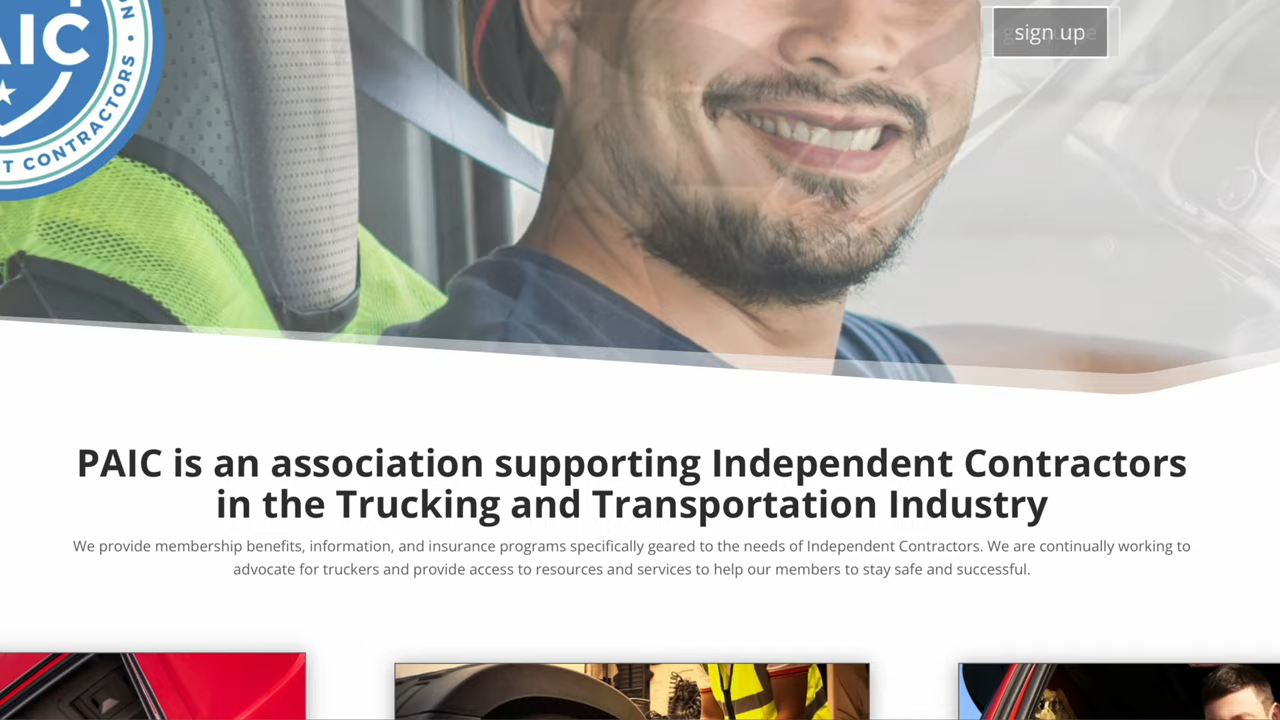 AIC
T CONTRACTORS •
sign up
PAIC is an association supporting Independent Contractors
in the Trucking and Transportation Industry
We provide membership benefits, information, and insurance programs specifically geared to the needs of Independent Contractors. We are continually working to
advocate for truckers and provide access to resources and services to help our members to stay safe and successful.